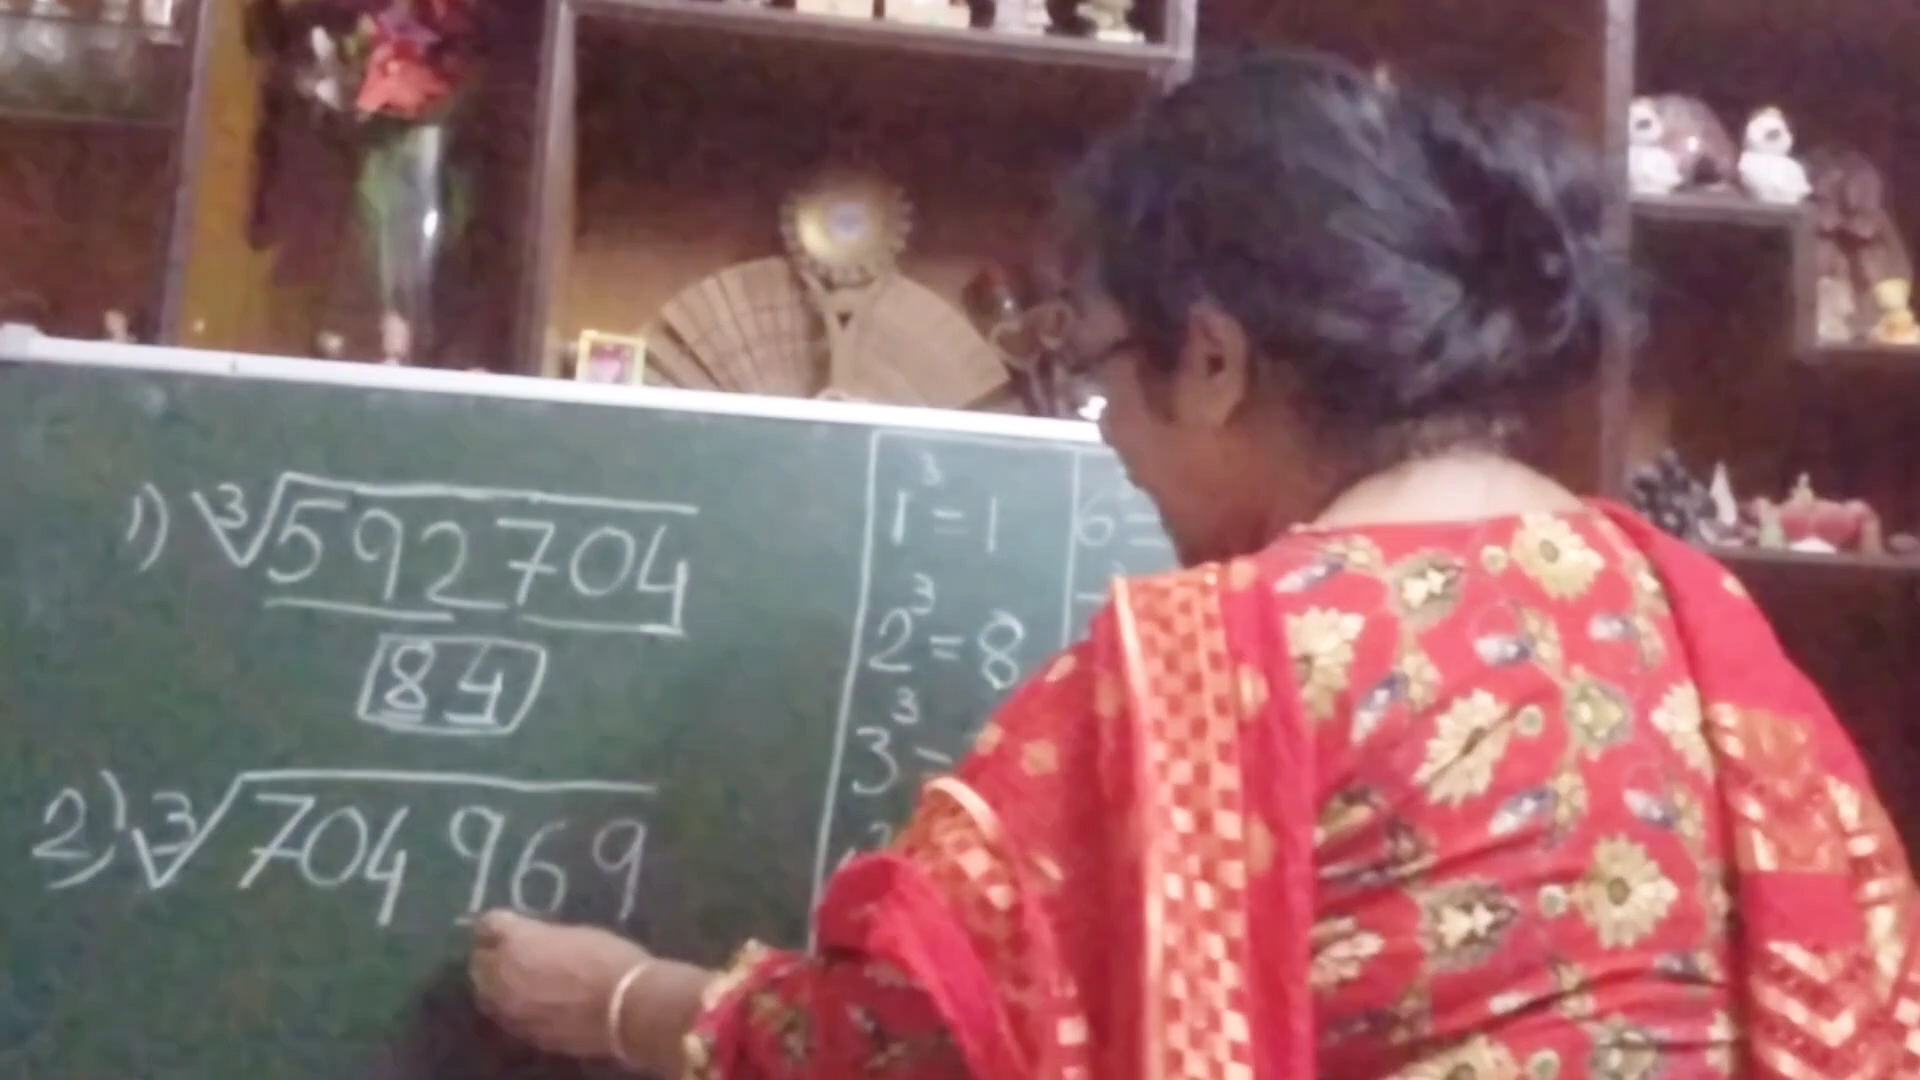 1) ∛592704
84
2) ∛704969
1³ = 1
2³ = 8
3³ =
6 =